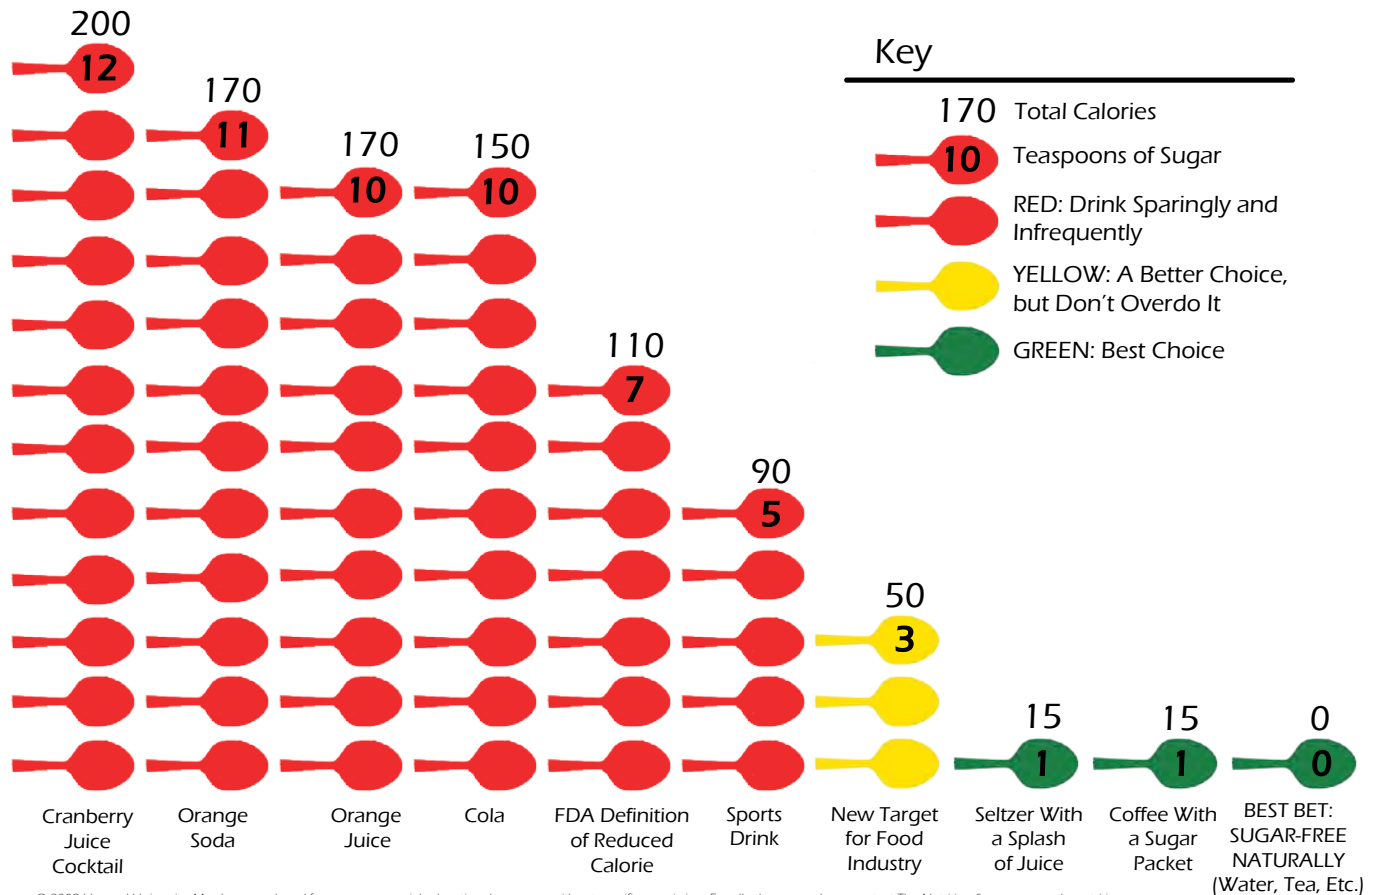 200
12
170
11
170
10
150
10
110
7
90
5
50
3
15
1
15
1
0
0
Key
170 Total Calories
10 Teaspoons of Sugar
RED: Drink Sparingly and
Infrequently
YELLOW: A Better Choice,
but Don't Overdo It
GREEN: Best Choice
Cranberry
Juice
Cocktail
Orange
Soda
Orange
Juice
Cola
FDA Definition
of Reduced
Calorie
Sports
Drink
New Target
for Food
Industry
Seltzer With
a Splash
of Juice
Coffee With
a Sugar
Packet
BEST BET:
SUGAR-FREE
NATURALLY
(Water, Tea, Etc.)